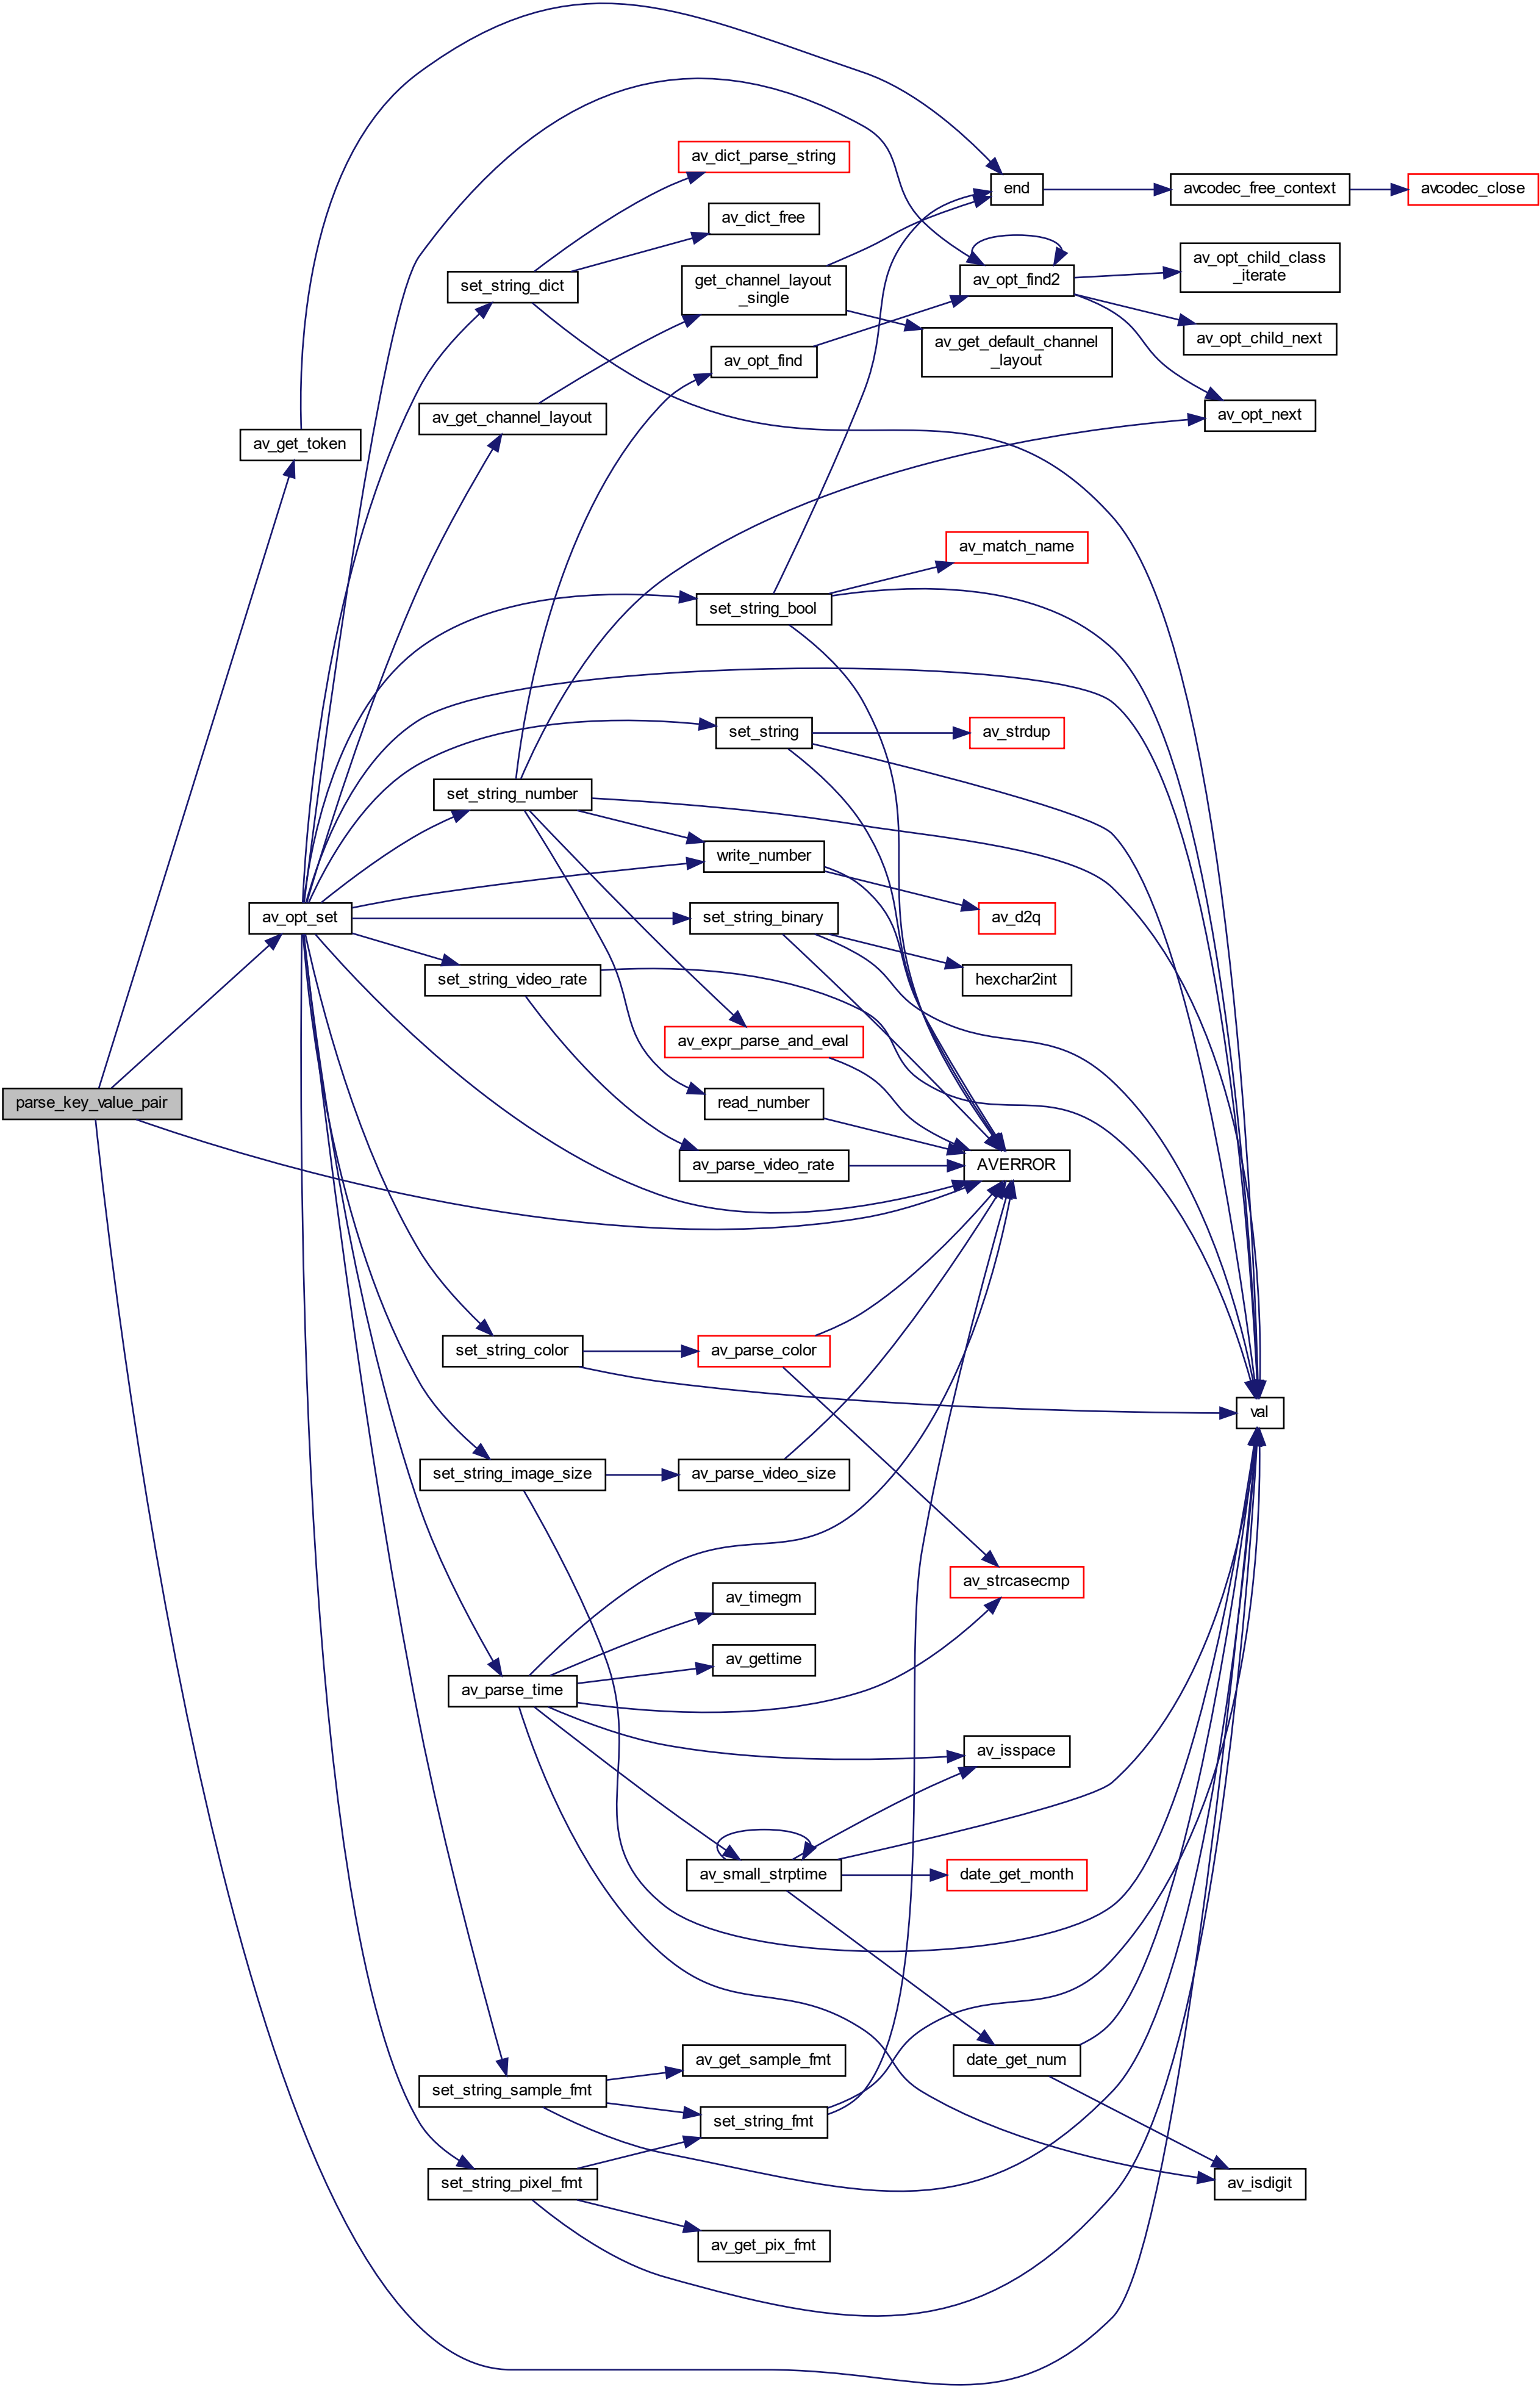 av_dict_parse_string
end
avcodec_free_context
avcodec_close
av_dict_free
av_opt_child_class
_iterate
set_string_dict
get_channel_layout
_single
av_opt_find2
av_opt_child_next
av_get_default_channel
_layout
av_opt_find
av_get_channel_layout
av_opt_next
av_get_token
av_match_name
set_string_bool
set_string
av_strdup
set_string_number
write_number
av_opt_set
set_string_binary
av_d2q
set_string_video_rate
hexchar2int
av_expr_parse_and_eval
parse_key_value_pair
read_number
av_parse_video_rate
AVERROR
set_string_color
av_parse_color
val
set_string_image_size
av_parse_video_size
av_strcasecmp
av_timegm
av_gettime
av_parse_time
av_isspace
av_small_strptime
date_get_month
av_get_sample_fmt
date_get_num
set_string_sample_fmt
set_string_fmt
set_string_pixel_fmt
av_isdigit
av_get_pix_fmt